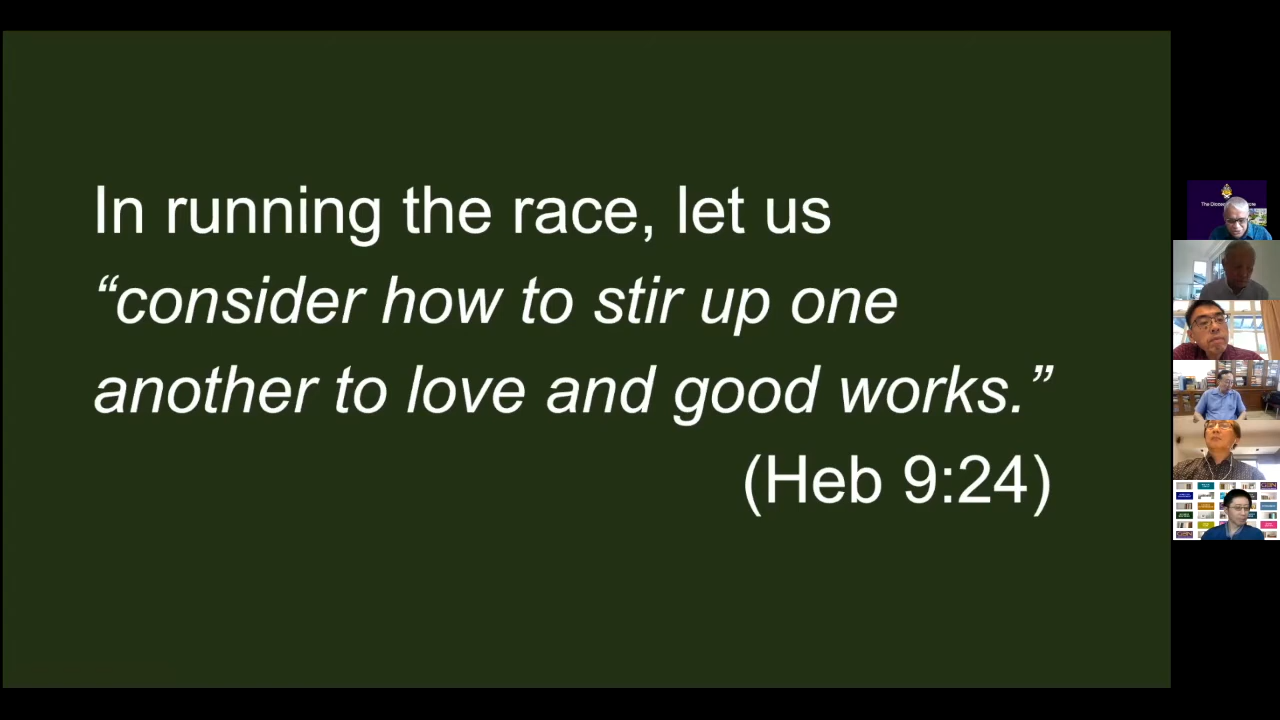 In running the race, let us
“consider how to stir up one
another to love and good works.”
(Heb 9:24)